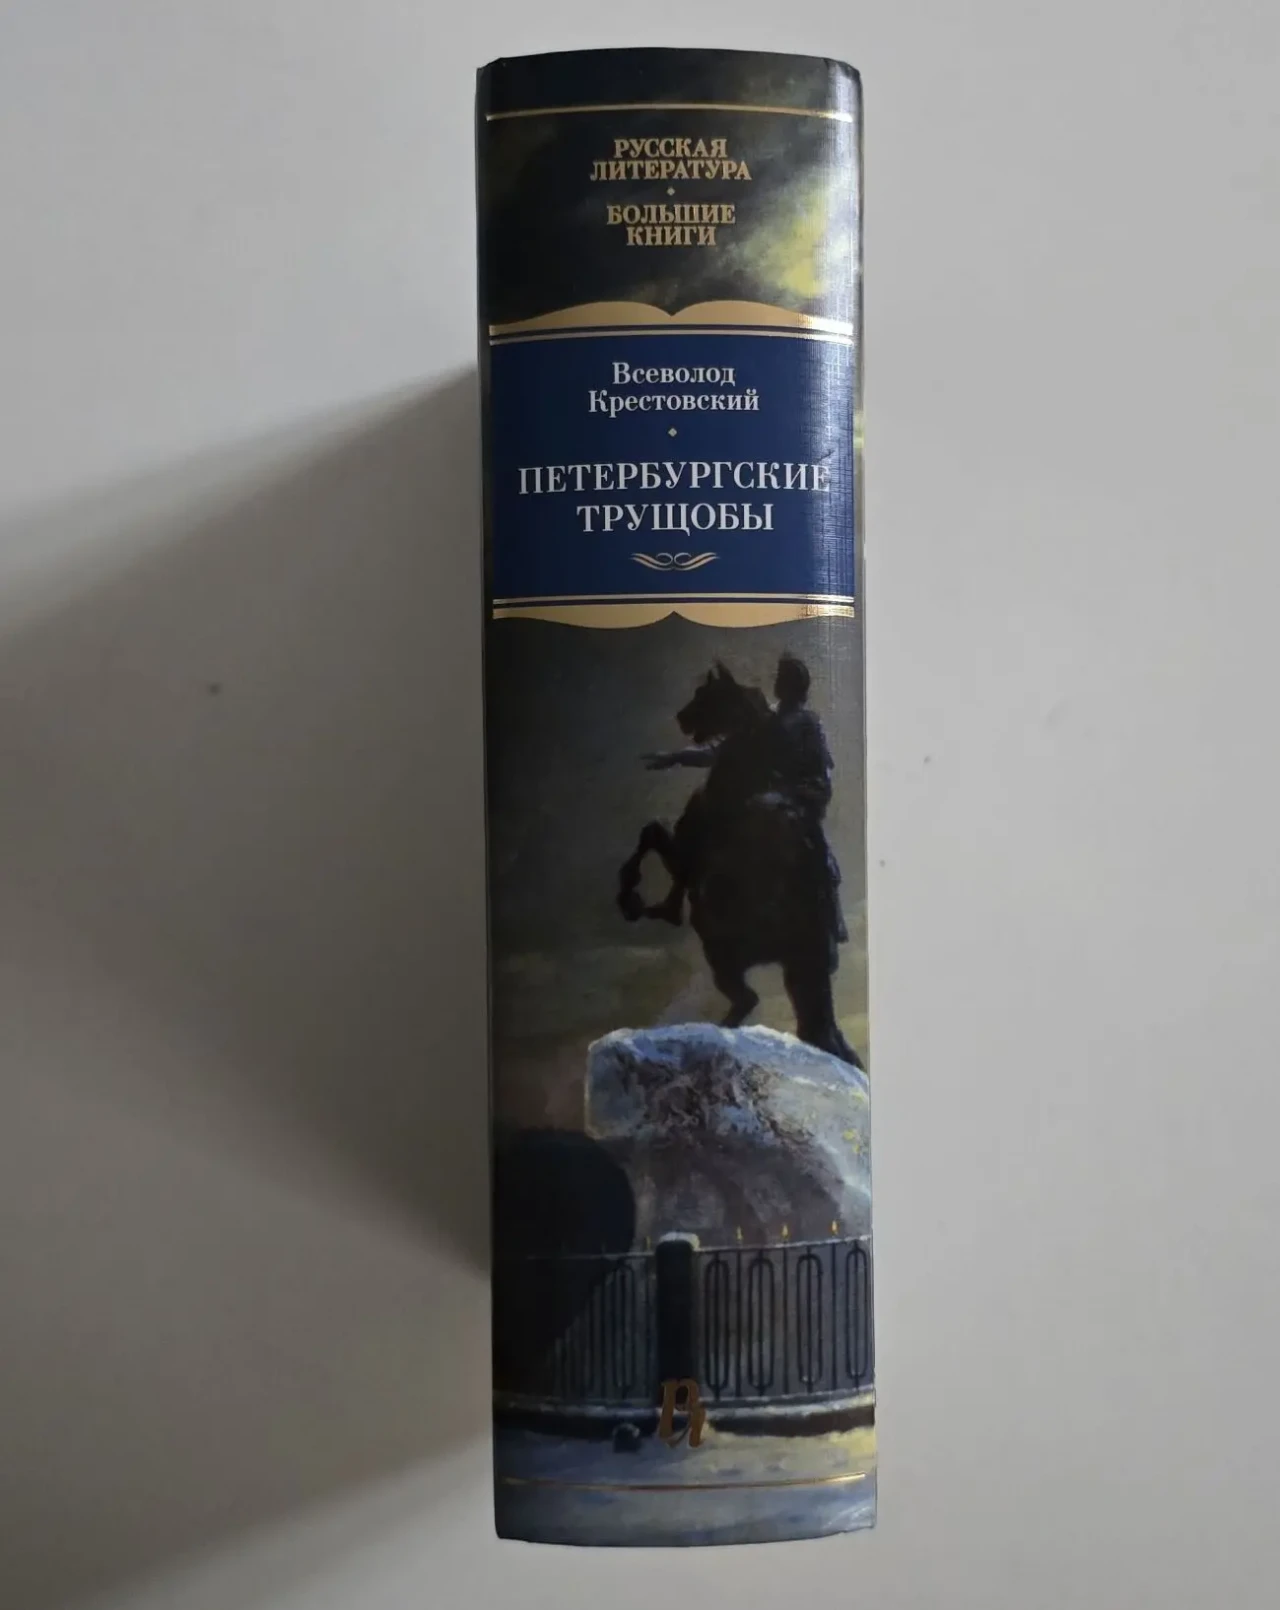 РУССКАЯ
ЛИТЕРАТУРА
БОЛЬШИЕ
КНИГИ
Всеволод
Крестовский
ПЕТЕРБУРГСКИЕ
ТРУЩОБЫ